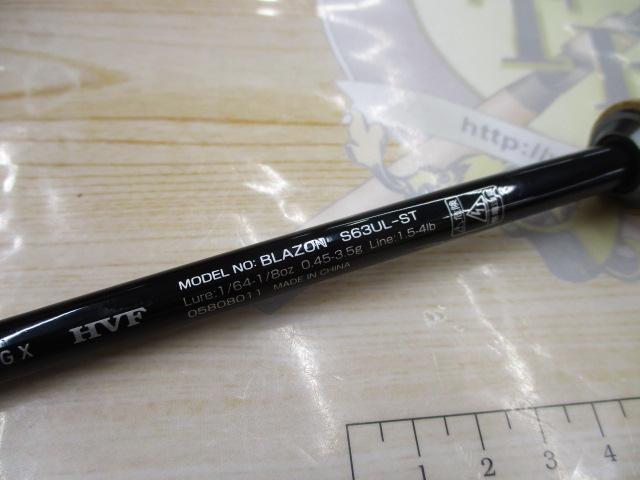 http://
MODEL NO: BLAZON S63UL-ST
Lure:1/64-1/8oz 0.45-3.5g Line:1.5-4lb
05808011 MADE IN CHINA
HVF
GX
1 2 3 4